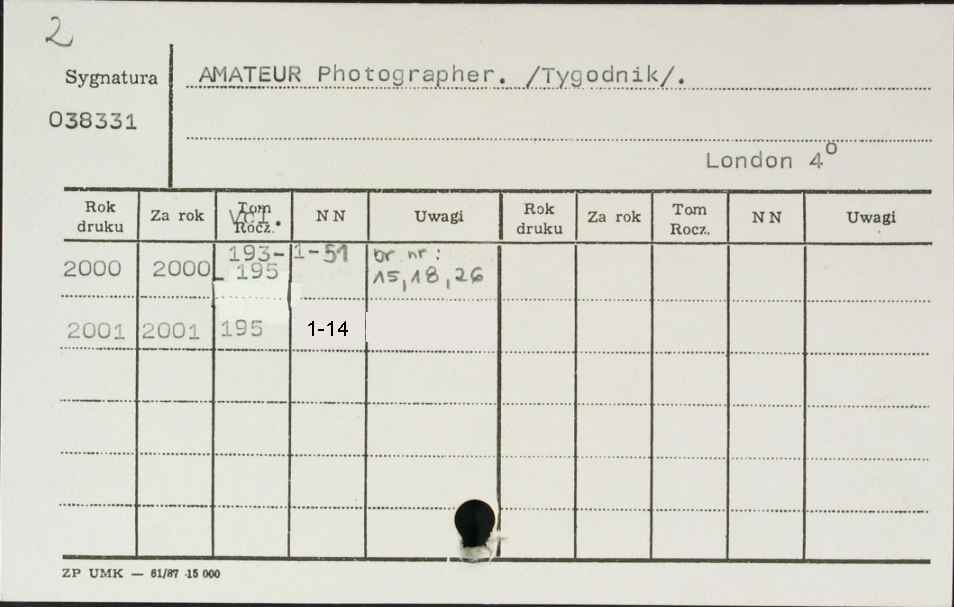 2
Sygnatura
AMATEUR Photographer. /Tygodnik/.
038331
London 4°
Rok druku Za rok Tom Rocz. Vol. NN Uwagi Rok druku Za rok Tom Rocz. NN Uwagi
2000 2000 193-195 1-51 br nr: 15, 18, 26
2001 2001 195 1-14
ZP UMK — 61/87 -15 000